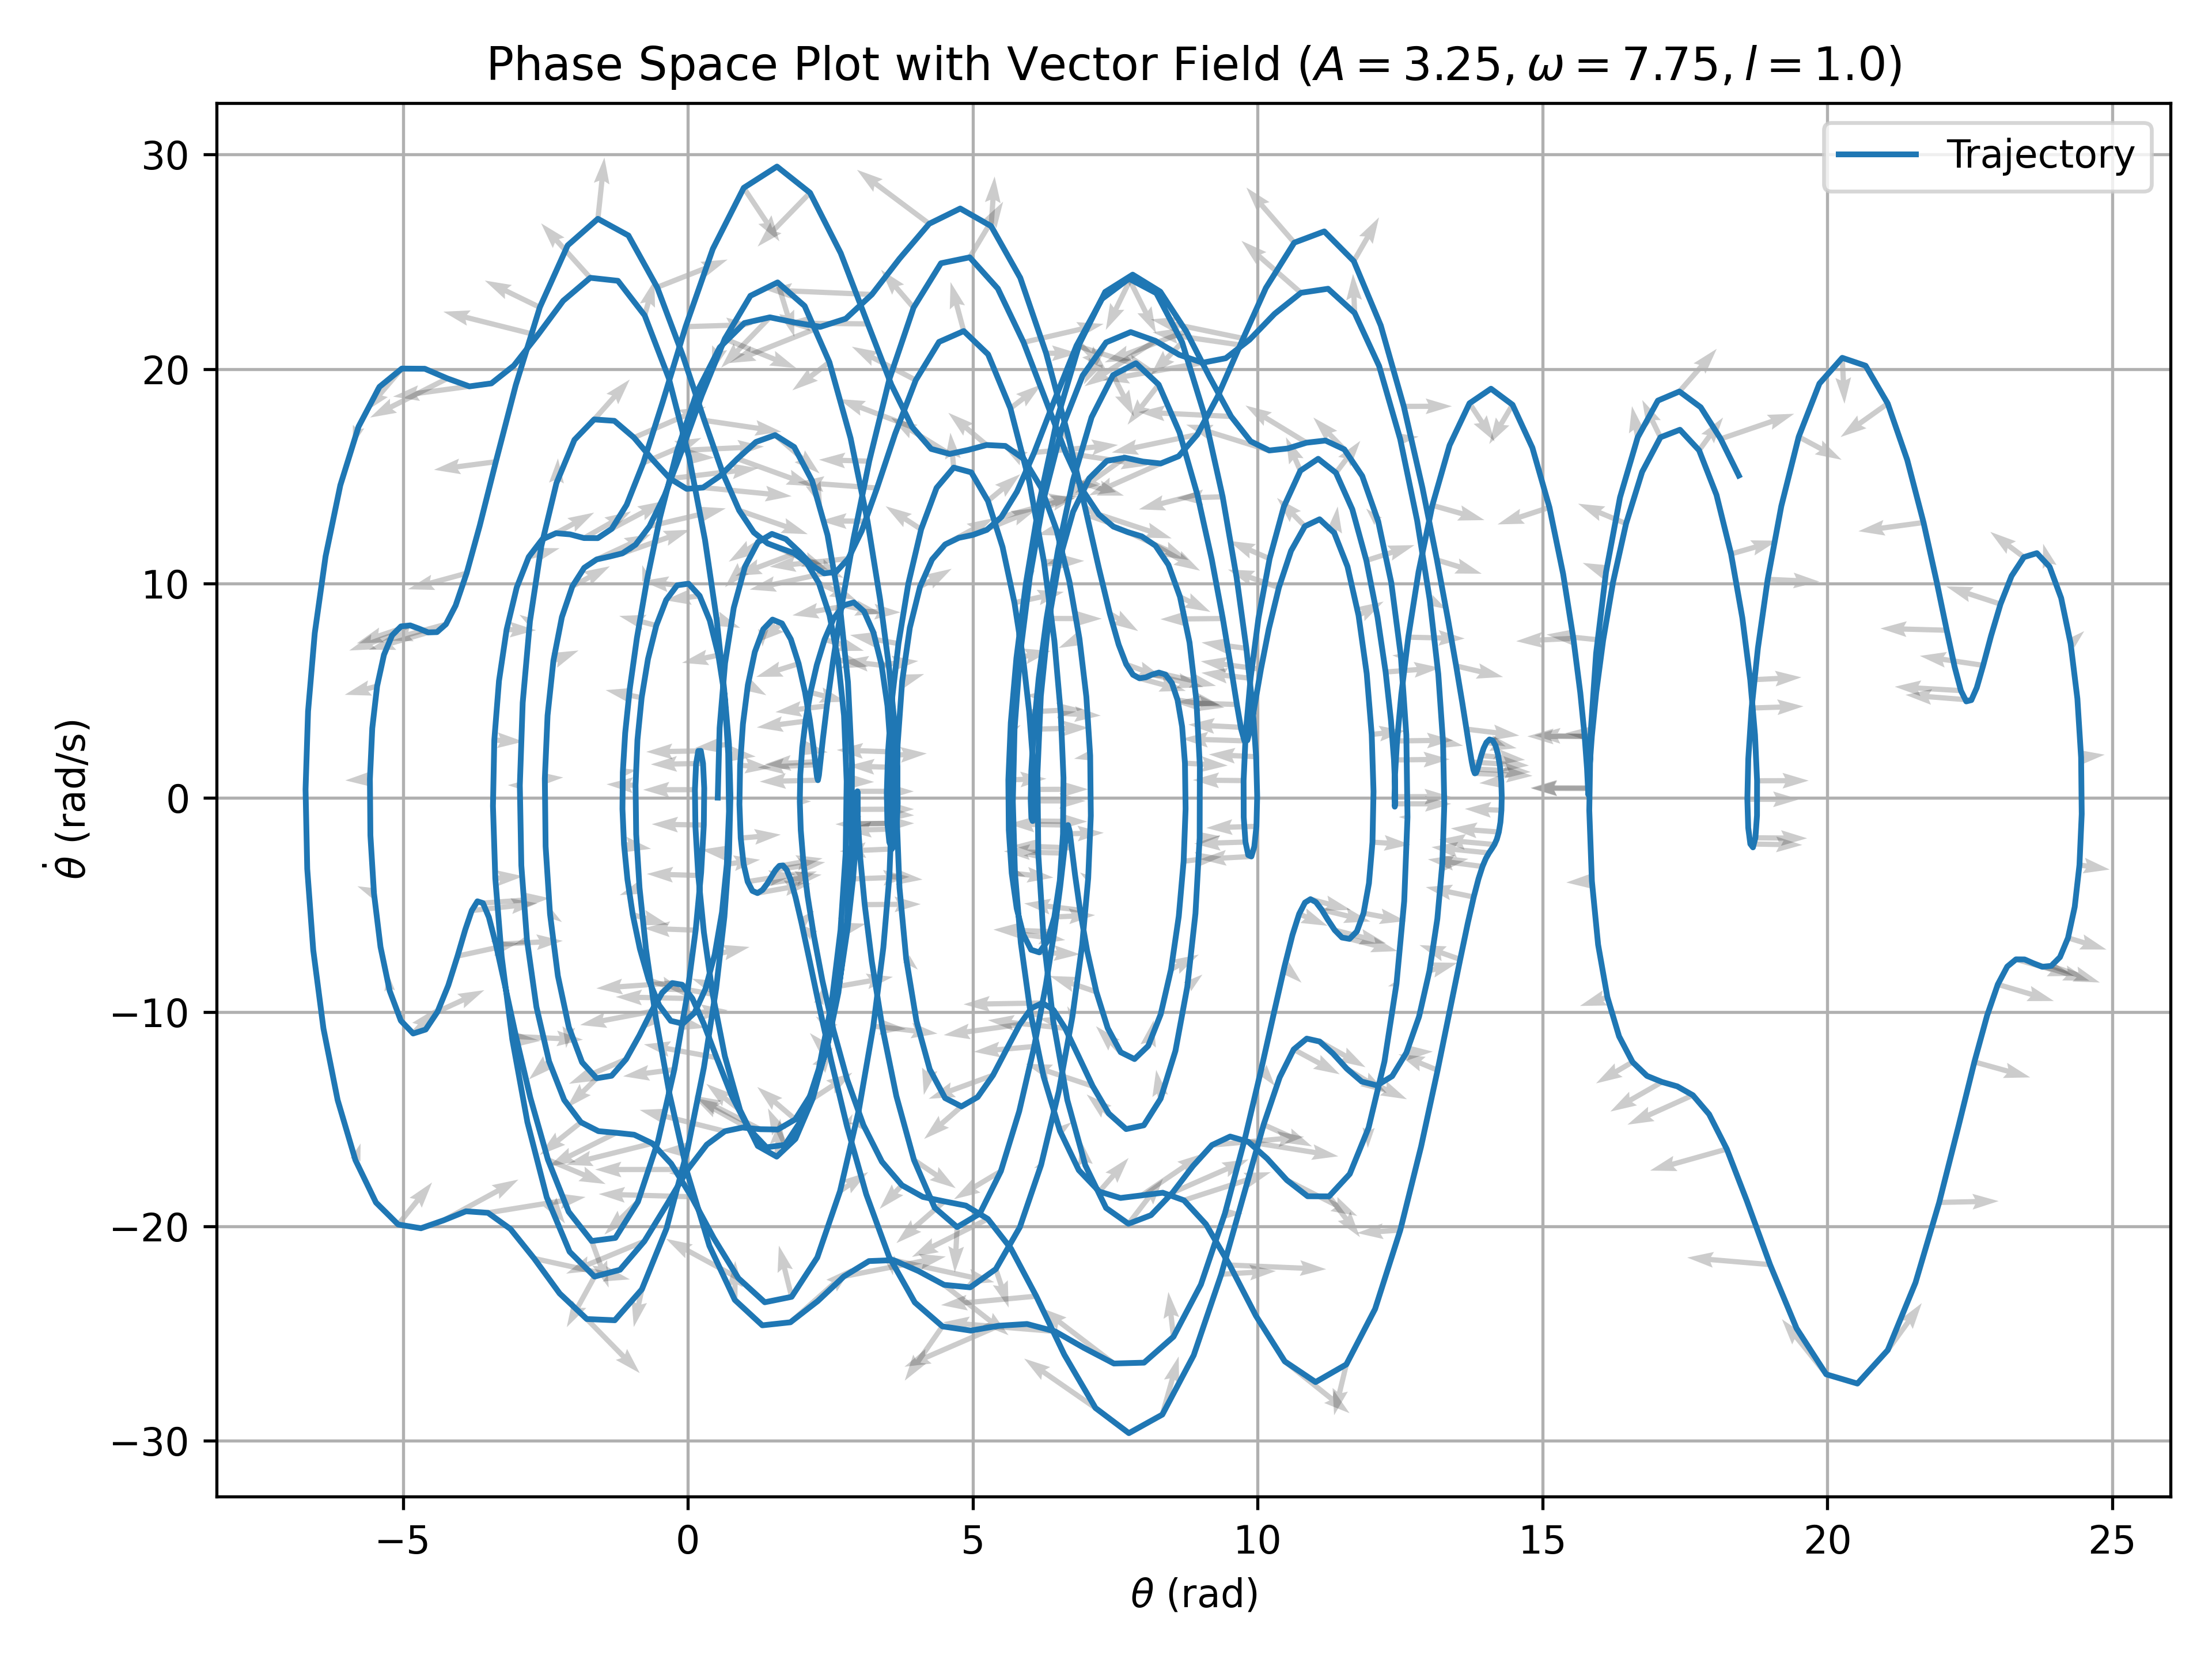 Phase Space Plot with Vector Field (A = 3.25, ω = 7.75, l = 1.0)
Trajectory
30
20
10
0
−10
−20
−30
θ̇ (rad/s)
−5 0 5 10 15 20 25
θ (rad)